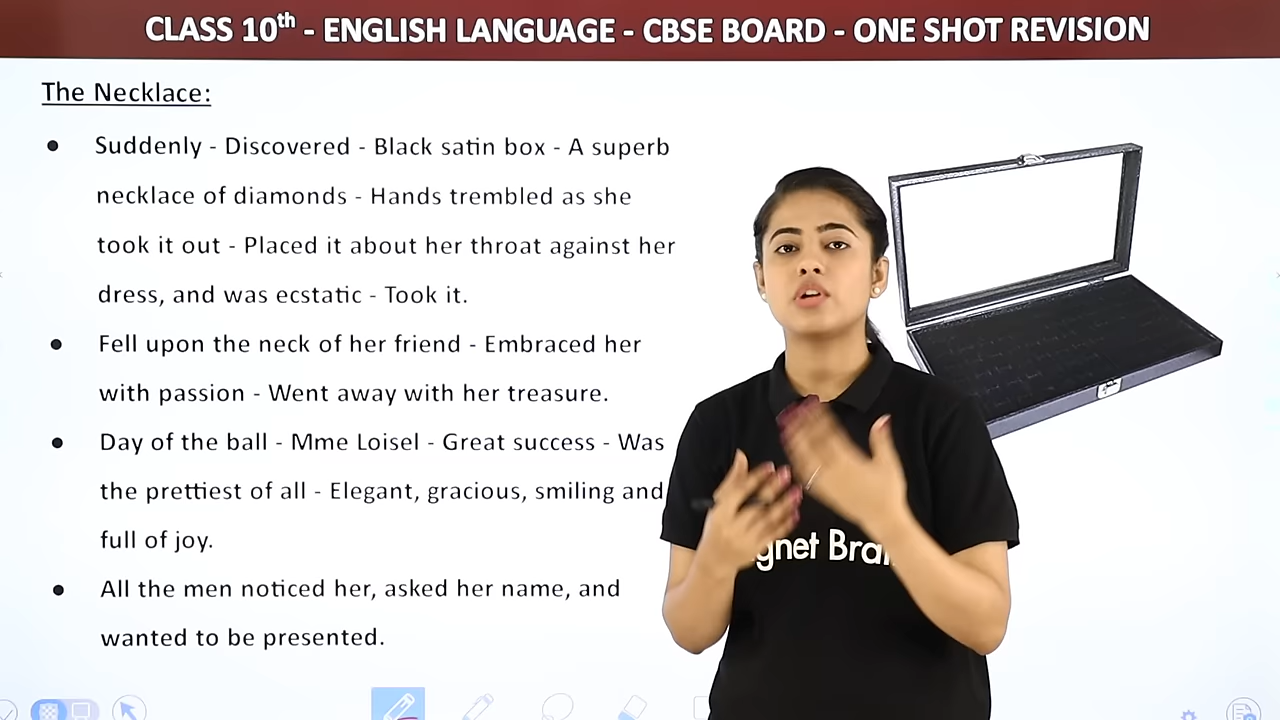 CLASS 10th - ENGLISH LANGUAGE - CBSE BOARD - ONE SHOT REVISION
The Necklace:
● Suddenly - Discovered - Black satin box - A superb
necklace of diamonds - Hands trembled as she
took it out - Placed it about her throat against her
dress, and was ecstatic - Took it.
● Fell upon the neck of her friend - Embraced her
with passion - Went away with her treasure.
● Day of the ball - Mme Loisel - Great success - Was
the prettiest of all - Elegant, gracious, smiling and
full of joy.
● All the men noticed her, asked her name, and
wanted to be presented.